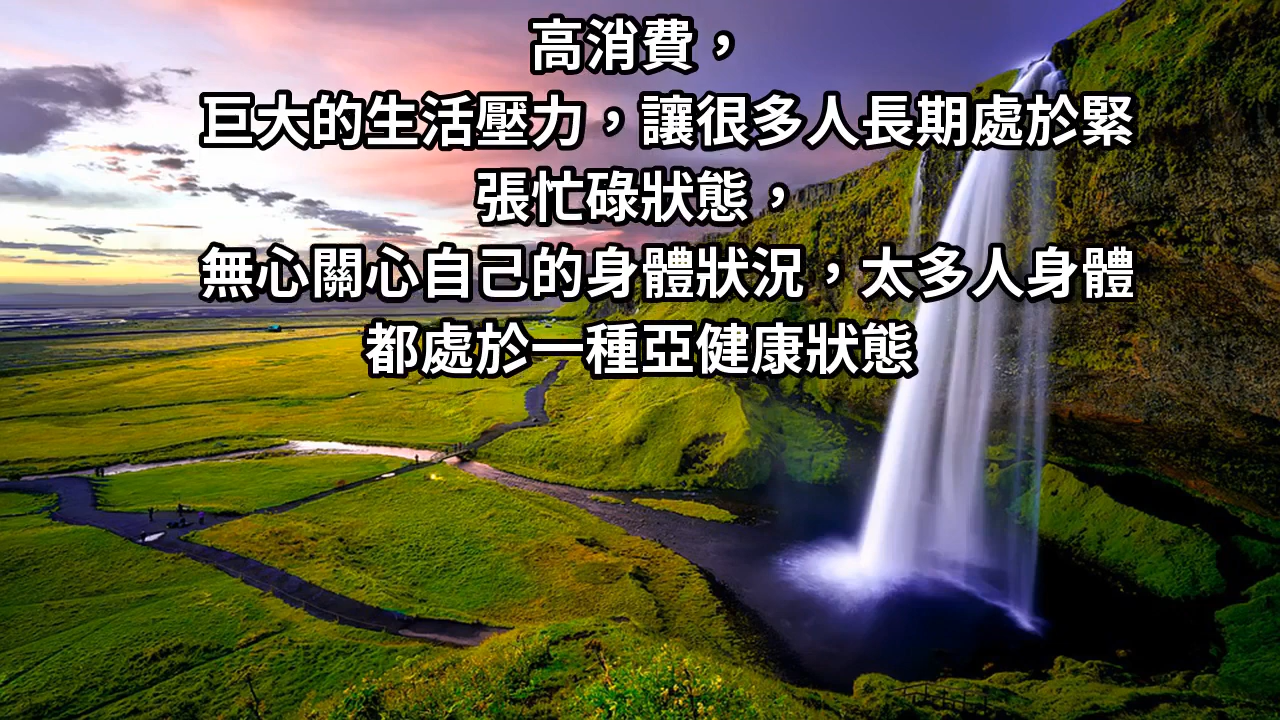 高消費，
巨大的生活壓力，讓很多人長期處於緊
張忙碌狀態，
無心關心自己的身體狀況，太多人身體
都處於一種亞健康狀態